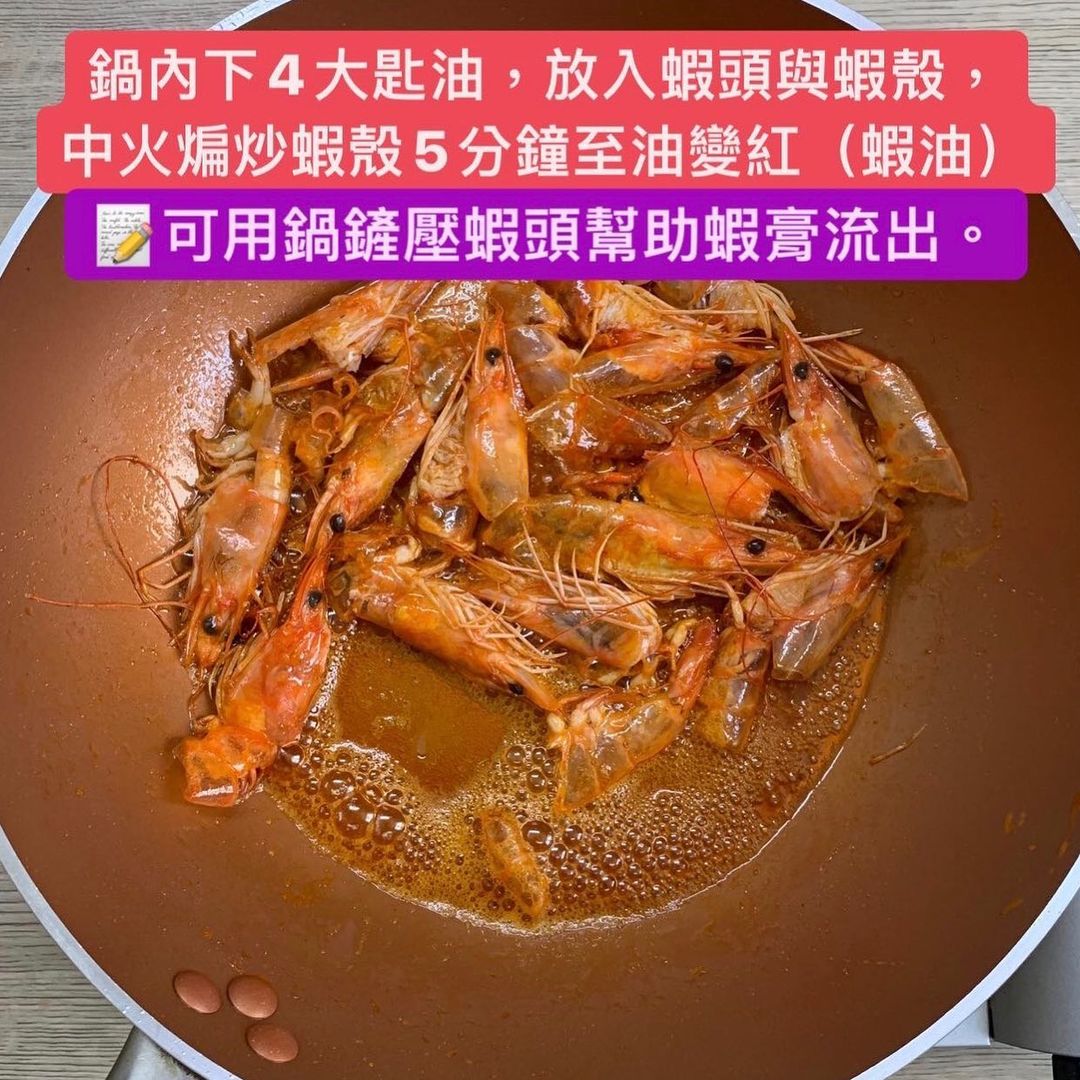 鍋內下4大匙油，放入蝦頭與蝦殼，
中火煸炒蝦殼5分鐘至油變紅（蝦油）
📝可用鍋鏟壓蝦頭幫助蝦膏流出。